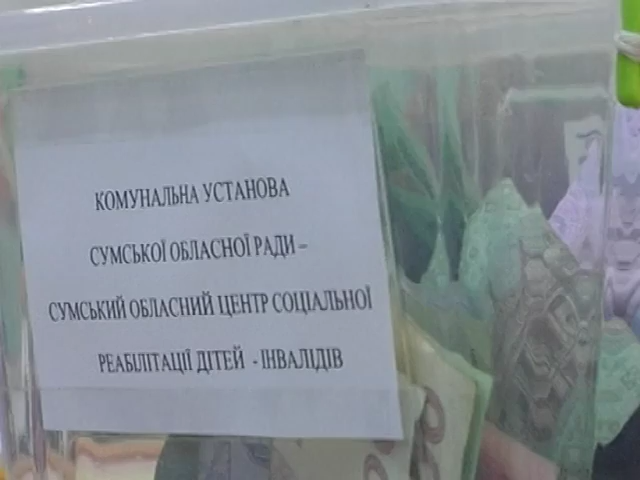 КОМУНАЛЬНА УСТАНОВА
СУМСЬКОЇ ОБЛАСНОЇ РАДИ –
СУМСЬКИЙ ОБЛАСНИЙ ЦЕНТР СОЦІАЛЬНОЇ
РЕАБІЛІТАЦІЇ ДІТЕЙ - ІНВАЛІДІВ